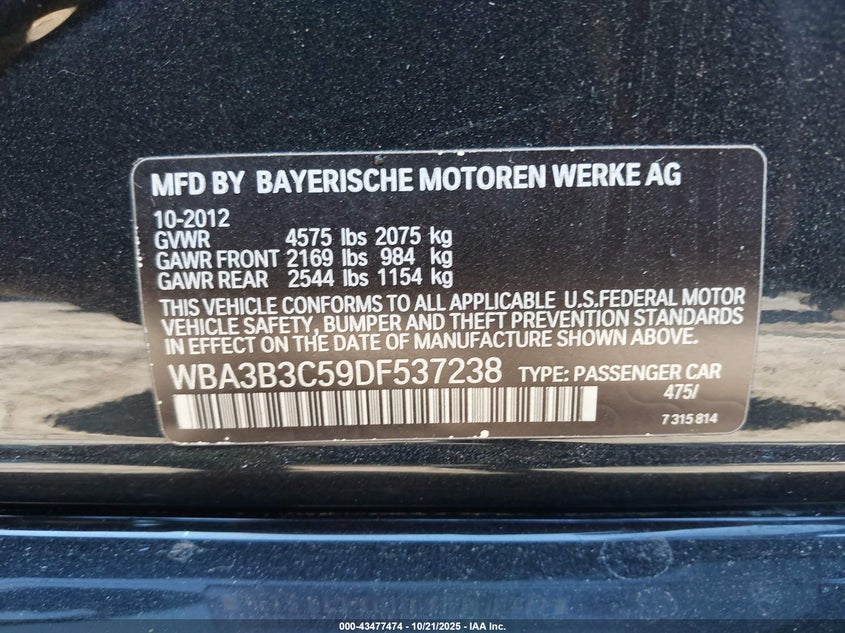 MFD BY BAYERISCHE MOTOREN WERKE AG
10-2012
GVWR 4575 lbs 2075 kg
GAWR FRONT 2169 lbs 984 kg
GAWR REAR 2544 lbs 1154 kg
THIS VEHICLE CONFORMS TO ALL APPLICABLE U.S.FEDERAL MOTOR
VEHICLE SAFETY, BUMPER AND THEFT PREVENTION STANDARDS
IN EFFECT ON THE DATE OF MANUFACTURE SHOWN ABOVE.
WBA3B3C59DF537238 TYPE: PASSENGER CAR
475/
7 315 814
000-43477474 | 10/21/2025 - IAA Inc.